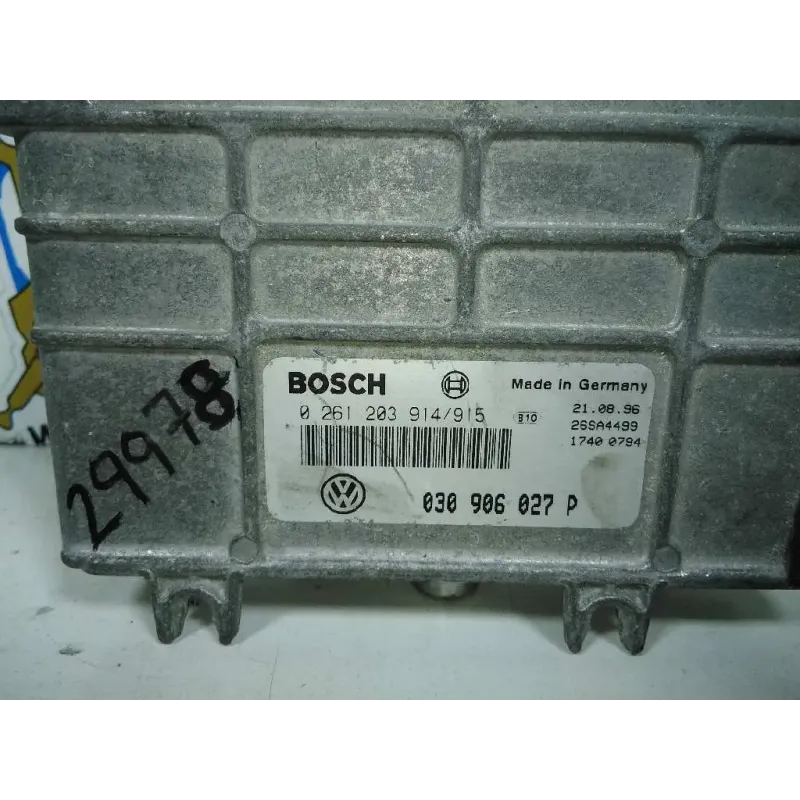 BOSCH
Made in Germany
0 261 203 914/915
B10
21.08.96
26SA4499
1740 0794
030 906 027 P
29978